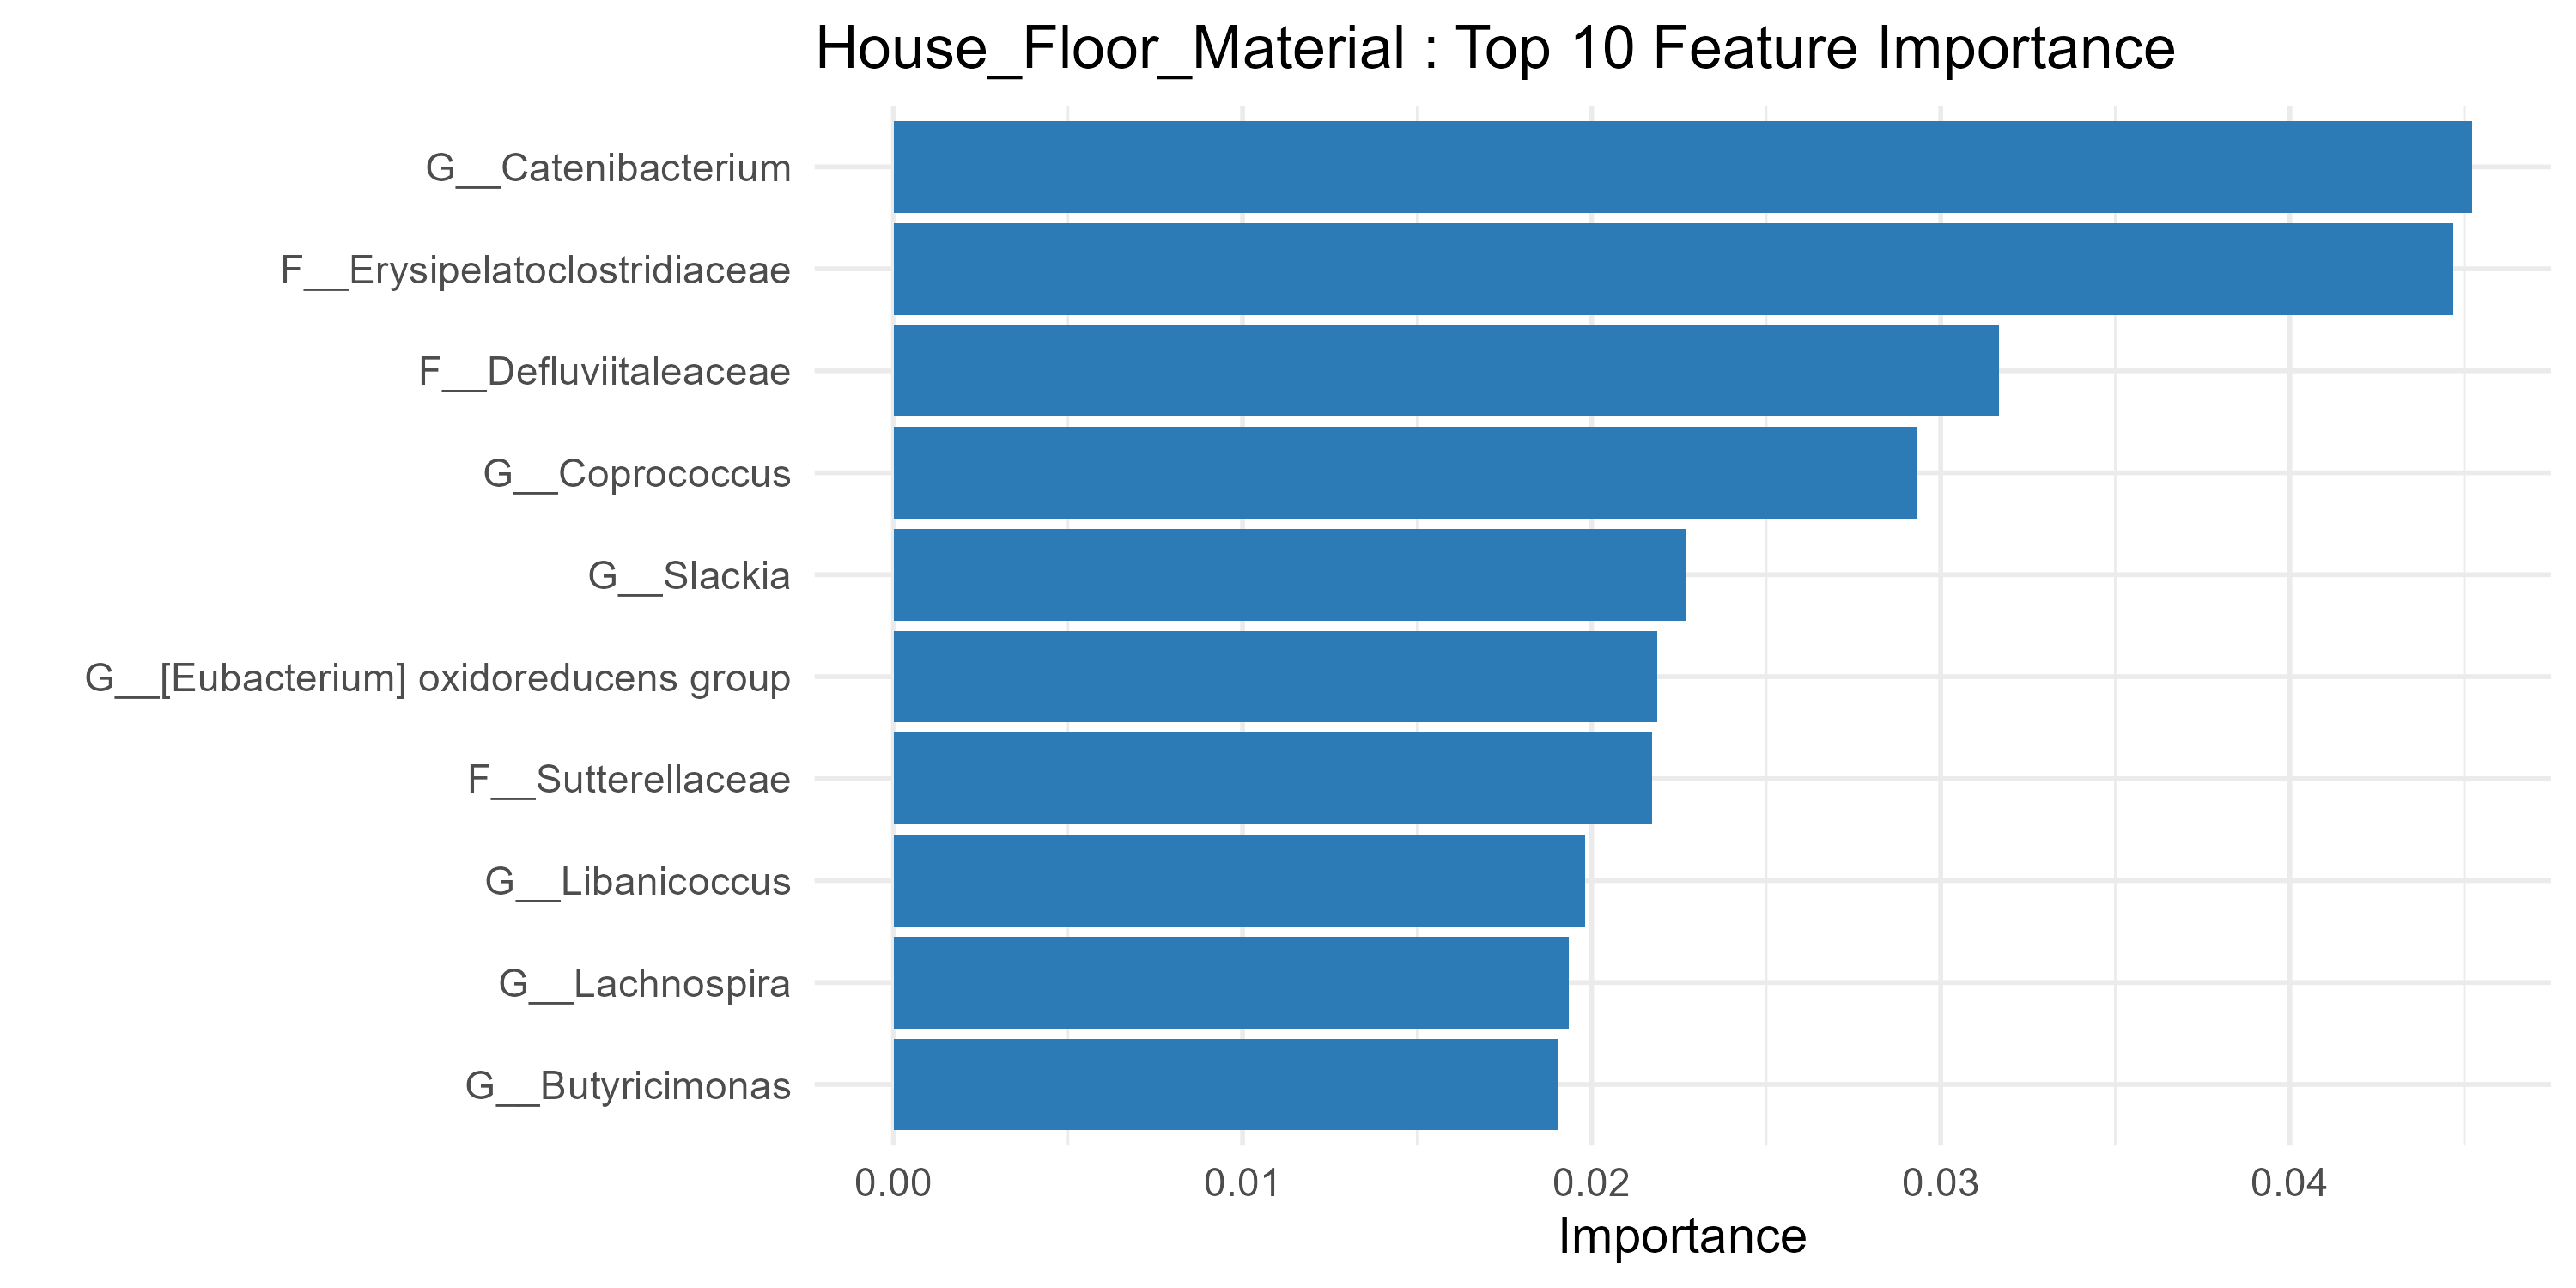 House_Floor_Material : Top 10 Feature Importance
G__Catenibacterium
F__Erysipelatoclostridiaceae
F__Defluviitaleaceae
G__Coprococcus
G__Slackia
G__[Eubacterium] oxidoreducens group
F__Sutterellaceae
G__Libanicoccus
G__Lachnospira
G__Butyricimonas
0.00 0.01 0.02 0.03 0.04
Importance